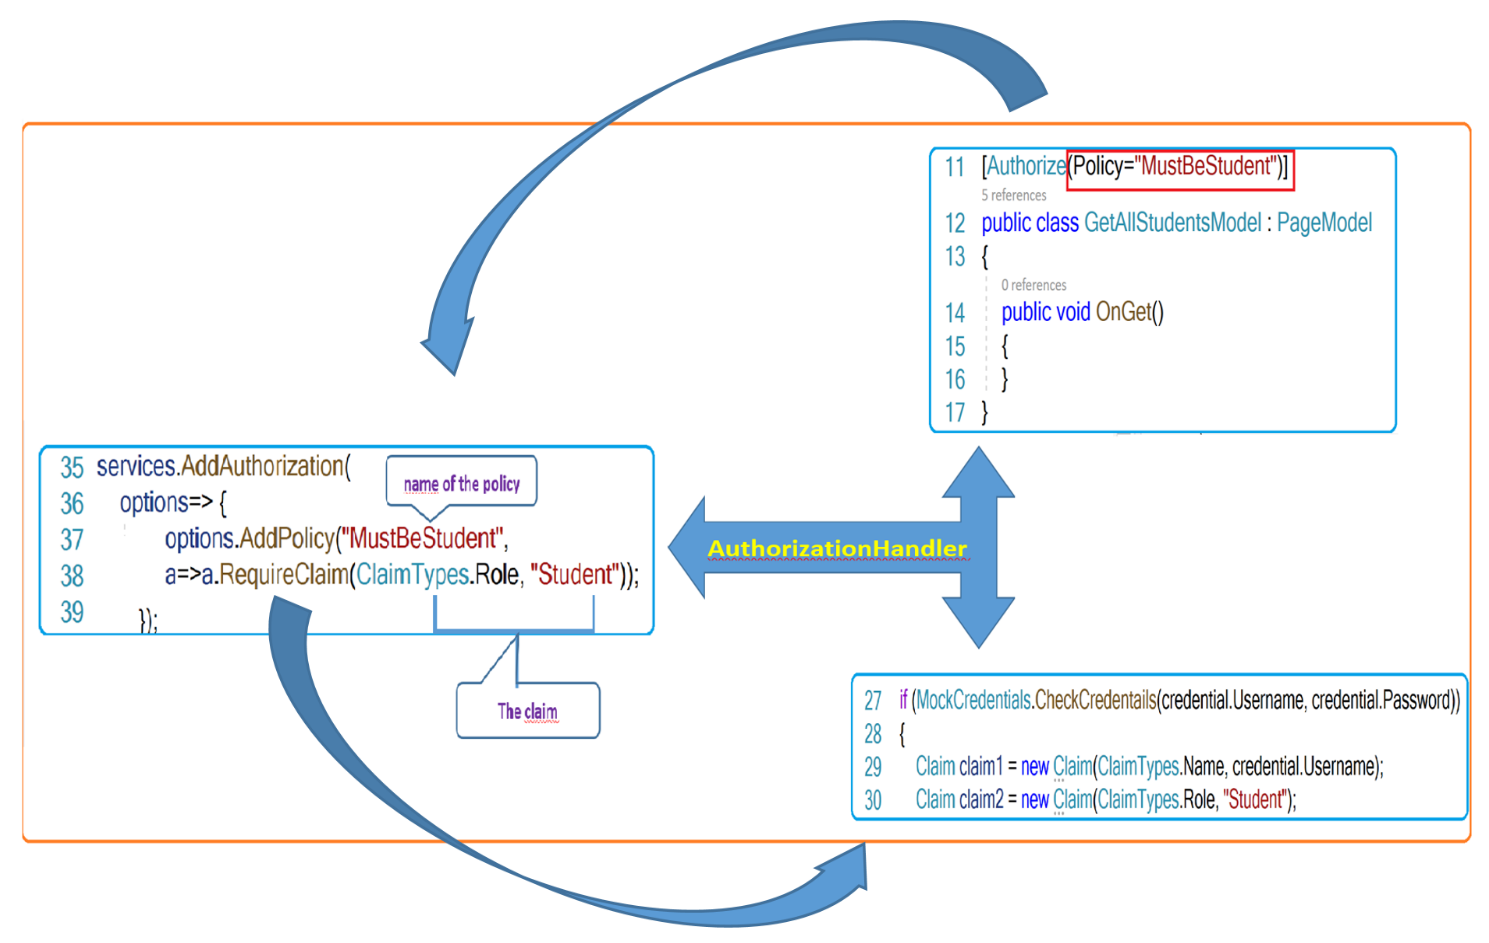 11 [Authorize(Policy="MustBeStudent")]
5 references
12 public class GetAllStudentsModel : PageModel
13 {
0 references
14 public void OnGet()
15 {
16 }
17 }
35 services.AddAuthorization(
36 options=> {
name of the policy
37 options.AddPolicy("MustBeStudent",
38 a=>a.RequireClaim(ClaimTypes.Role, "Student"));
39 });
The claim
AuthorizationHandler
27 if (MockCredentials.CheckCredentails(credential.Username, credential.Password))
28 {
29 Claim claim1 = new Claim(ClaimTypes.Name, credential.Username);
30 Claim claim2 = new Claim(ClaimTypes.Role, "Student");